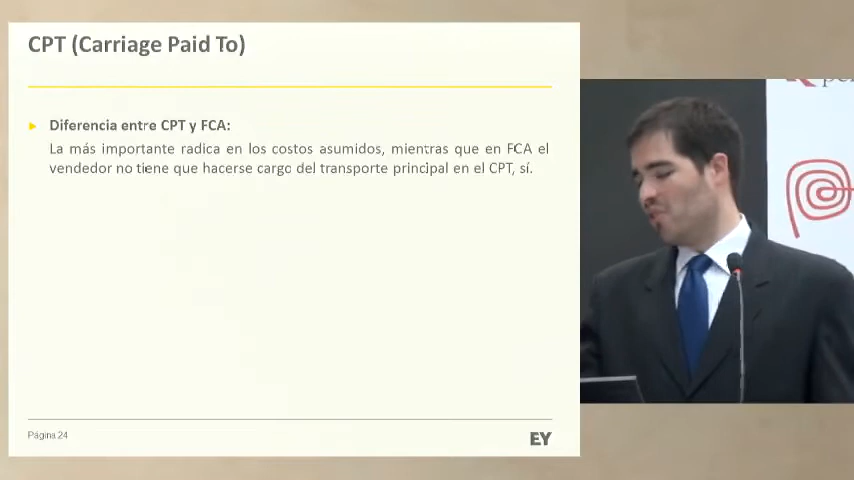 CPT (Carriage Paid To)
Diferencia entre CPT y FCA:
La más importante radica en los costos asumidos, mientras que en FCA el
vendedor no tiene que hacerse cargo del transporte principal en el CPT, sí.
Página 24
EY